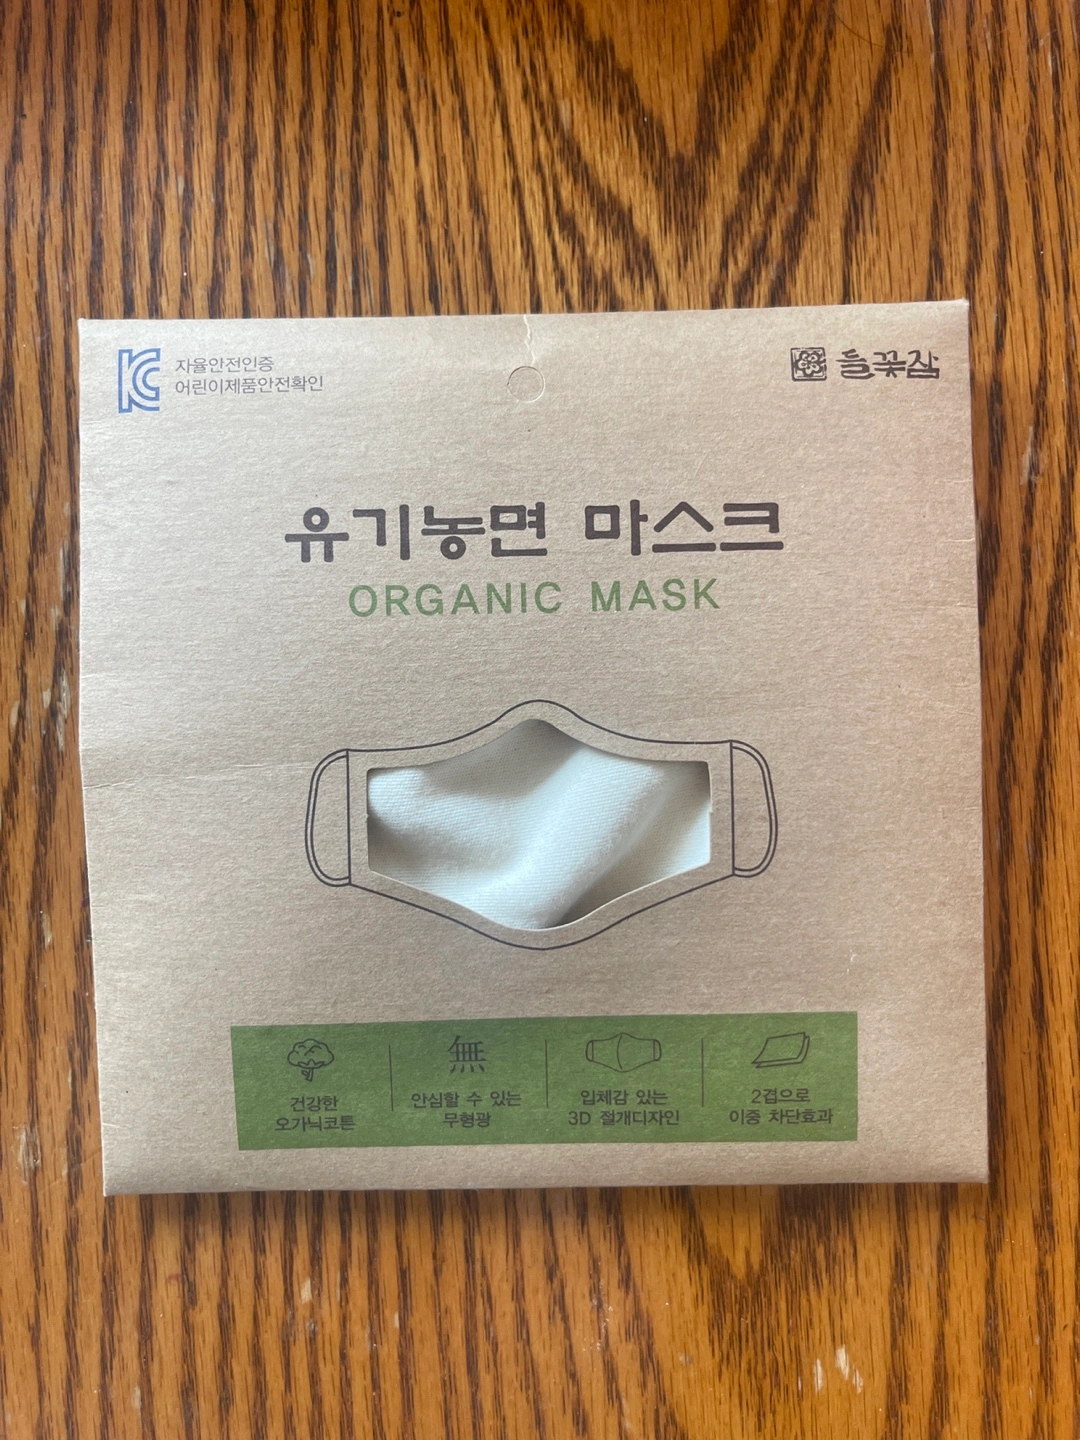 자율안전인증
어린이제품안전확인
들꽃잠
유기농면 마스크
ORGANIC MASK
건강한
오가닉코튼
無
안심할 수 있는
무형광
입체감 있는
3D 절개디자인
2겹으로
이중 차단효과